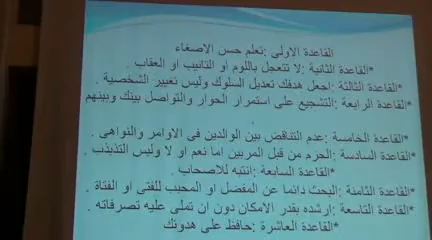 القاعدة الاولى :تعلم حسن الاصغاء
*القاعدة الثانية :لا تتعجل باللوم او التانيب او العقاب .
*القاعدة الثالثة :اجعل هدفك تعديل السلوك وليس تغيير الشخصية .
*القاعدة الرابعة :التشجيع على استمرار الحوار والتواصل بينك وبينهم
.
*القاعدة الخامسة :عدم التناقض بين الوالدين فى الاوامر والنواهى .
*القاعدة السادسة :الحزم من قبل المربين اما نعم او لا وليس التذبذب .
*القاعدة السابعة :انتبه للاصحاب
*القاعدة الثامنة :البحث دائما عن المفضل او المحبب للفتى او الفتاة .
*القاعدة التاسعة :ارشده بقدر الامكان دون ان تملى عليه تصرفاته .
*القاعدة العاشرة :حافظ على هدوئك